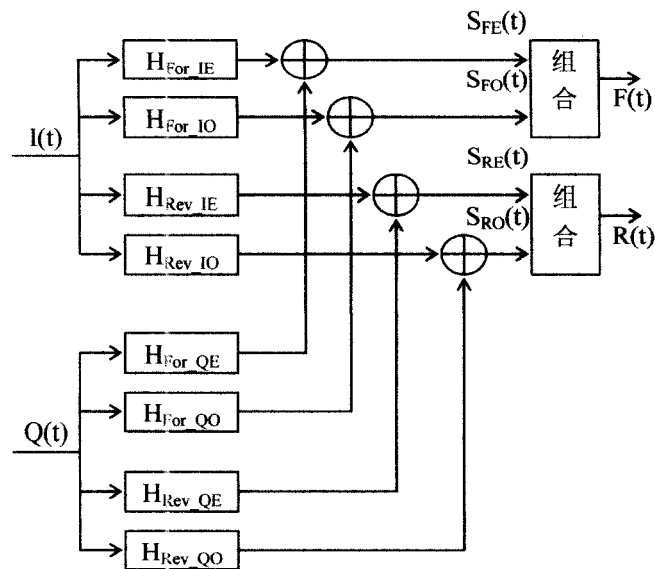 S_FE(t)
H_For_IE
组合
F(t)
S_FO(t)
H_For_IO
I(t)
S_RE(t)
H_Rev_IE
组合
R(t)
S_RO(t)
H_Rev_IO
H_For_QE
H_For_QO
Q(t)
H_Rev_QE
H_Rev_QO